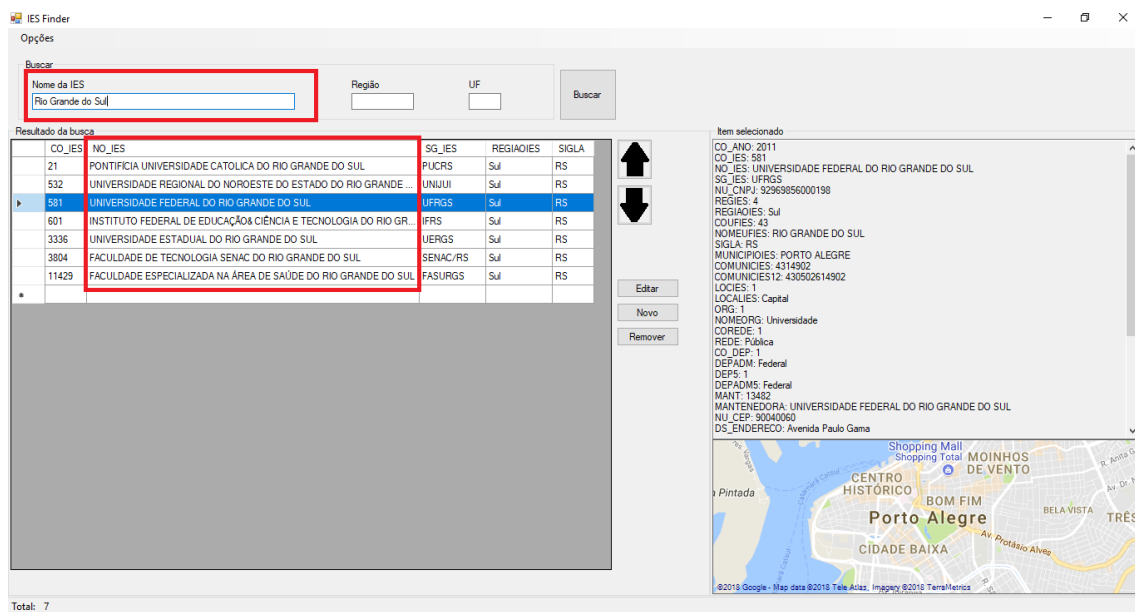 IES Finder
Opções
Buscar
Nome da IES Região UF
Rio Grande do Sul
Buscar
Resultado da busca
CO_IES NO_IES SG_IES REGIAOIES SIGLA
21 PONTIFÍCIA UNIVERSIDADE CATOLICA DO RIO GRANDE DO SUL PUCRS Sul RS
532 UNIVERSIDADE REGIONAL DO NOROESTE DO ESTADO DO RIO GRANDE ... UNIJUI Sul RS
581 UNIVERSIDADE FEDERAL DO RIO GRANDE DO SUL UFRGS Sul RS
601 INSTITUTO FEDERAL DE EDUCAÇÃO& CIÊNCIA E TECNOLOGIA DO RIO GR... IFRS Sul RS
3336 UNIVERSIDADE ESTADUAL DO RIO GRANDE DO SUL UERGS Sul RS
3804 FACULDADE DE TECNOLOGIA SENAC DO RIO GRANDE DO SUL SENAC/RS Sul RS
11429 FACULDADE ESPECIALIZADA NA ÁREA DE SAÚDE DO RIO GRANDE DO SUL FASURGS Sul RS
Editar
Novo
Remover
Item selecionado
CO_ANO: 2011
CO_IES: 581
NO_IES: UNIVERSIDADE FEDERAL DO RIO GRANDE DO SUL
SG_IES: UFRGS
NU_CNPJ: 92969856000198
REGIES: 4
REGIAOIES: Sul
COUFIES: 43
NOMEUFIES: RIO GRANDE DO SUL
SIGLA: RS
MUNICIPIOIES: PORTO ALEGRE
COMUNICIES: 4314902
COMUNICIES12: 430502614902
LOCIES: 1
LOCALIES: Capital
ORG: 1
NOMEORG: Universidade
COREDE: 1
REDE: Pública
CO_DEP: 1
DEPADM: Federal
DEP5: 1
DEPADM5: Federal
MANT: 13482
MANTENEDORA: UNIVERSIDADE FEDERAL DO RIO GRANDE DO SUL
NU_CEP: 90040060
DS_ENDERECO: Avenida Paulo Gama
Shopping Mall
Shopping Total
MOINHOS
DE VENTO
R. Anita G
CENTRO
HISTÓRICO
Pintada
BOM FIM
Av. Dr.
BELA VISTA
Porto Alegre
TRÊS
Av. Protásio Alves
CIDADE BAIXA
©2018 Google - Map data ©2018 Tele Atlas, Imagery ©2018 TerraMetrics
Total: 7